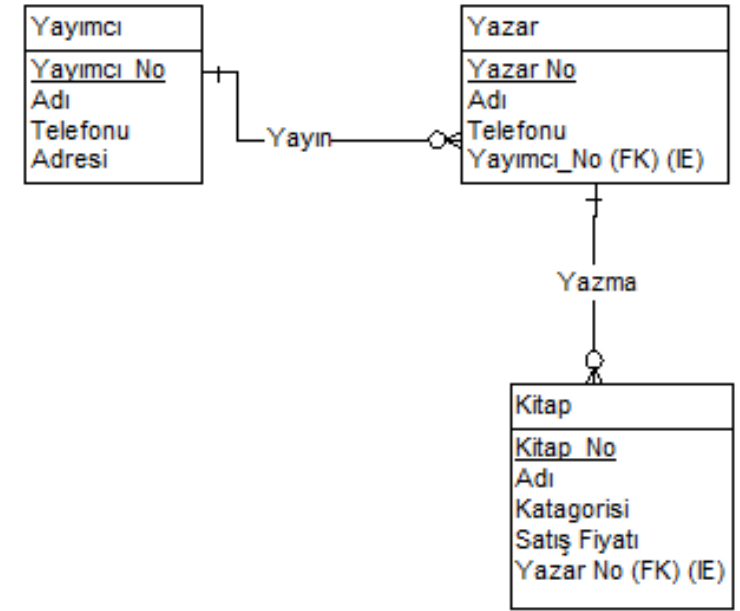 Yayımcı
Yayımcı_No
Adı
Telefonu
Adresi
Yayın
Yazar
Yazar No
Adı
Telefonu
Yayımcı_No (FK) (IE)
Yazma
Kitap
Kitap_No
Adı
Katagorisi
Satış Fiyatı
Yazar No (FK) (IE)